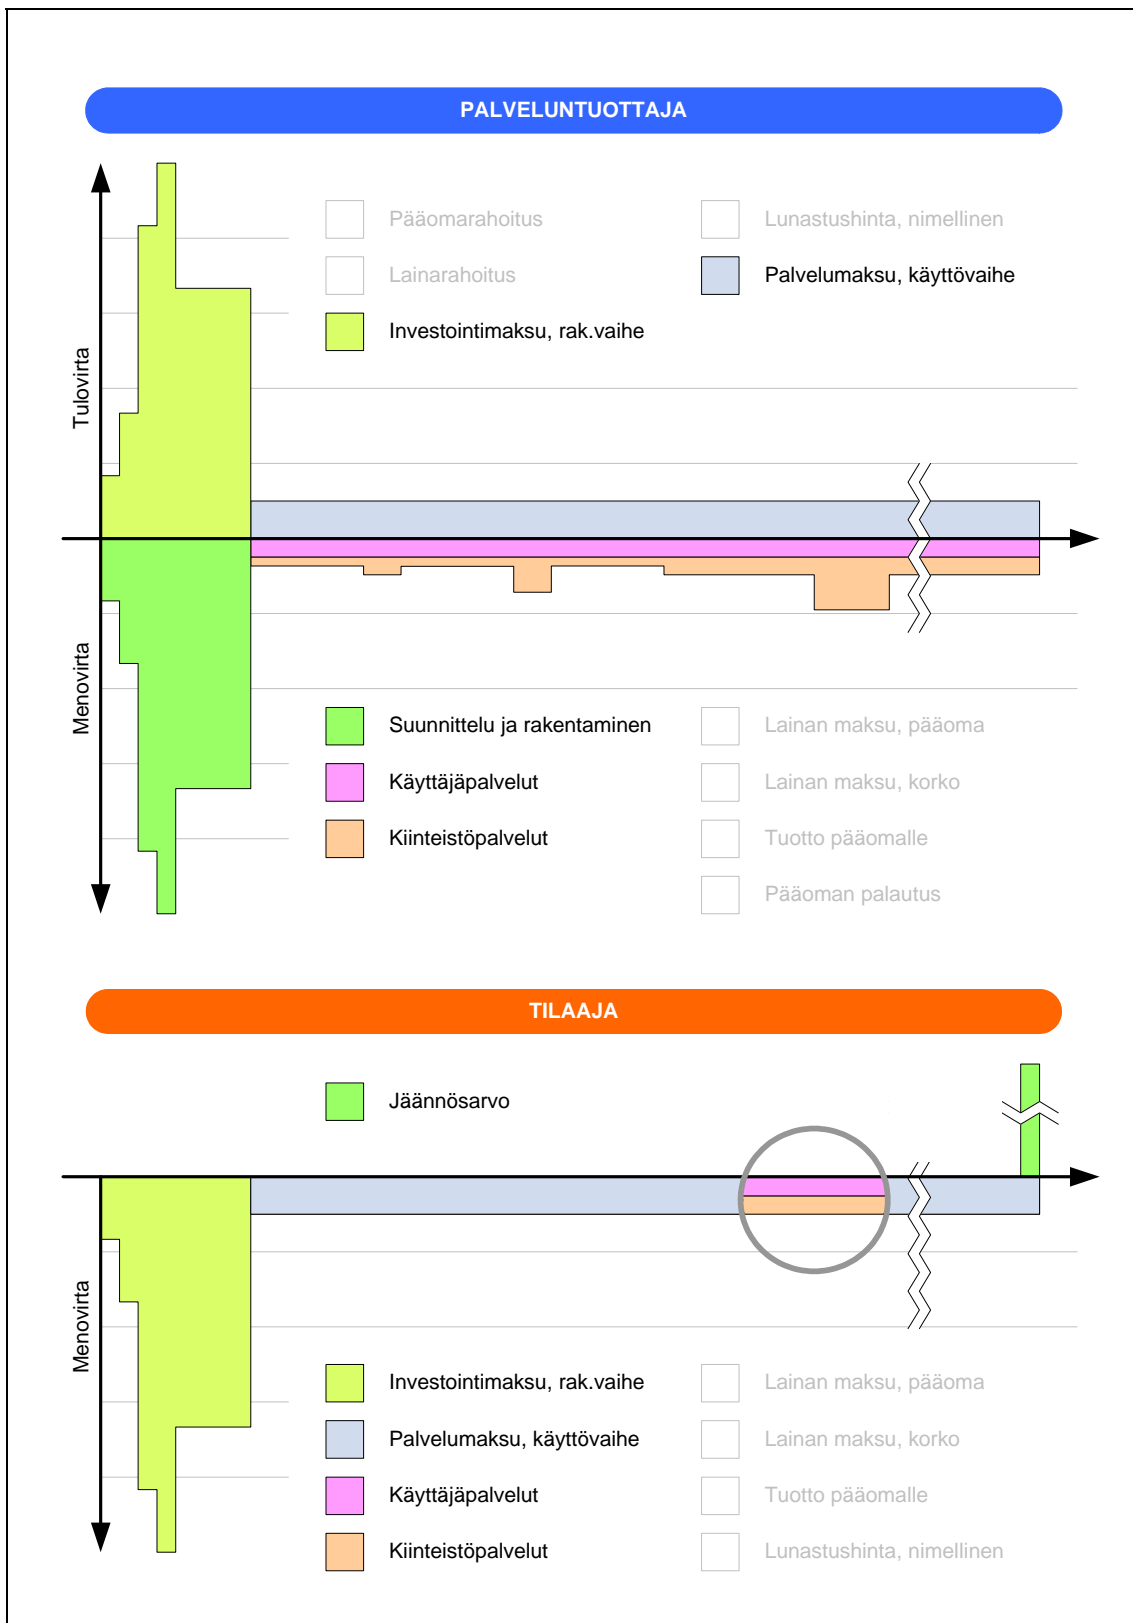 PALVELUNTUOTTAJA
Pääomarahoitus
Lunastushinta, nimellinen
Lainarahoitus
Palvelumaksu, käyttövaihe
Investointimaksu, rak.vaihe
Tulovirta
Menovirta
Suunnittelu ja rakentaminen
Lainan maksu, pääoma
Käyttäjäpalvelut
Lainan maksu, korko
Kiinteistöpalvelut
Tuotto pääomalle
Pääoman palautus
TILAAJA
Jäännösarvo
Menovirta
Investointimaksu, rak.vaihe
Lainan maksu, pääoma
Palvelumaksu, käyttövaihe
Lainan maksu, korko
Käyttäjäpalvelut
Tuotto pääomalle
Kiinteistöpalvelut
Lunastushinta, nimellinen